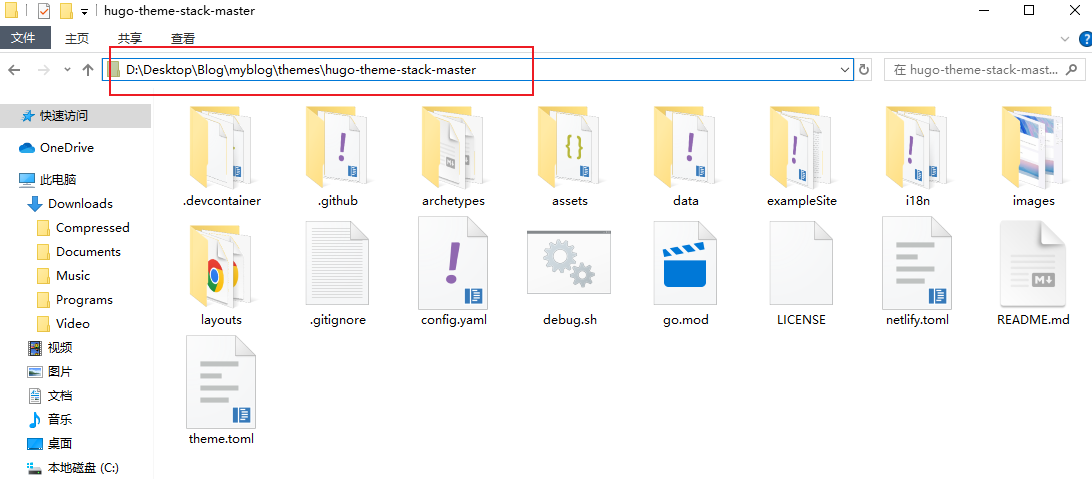 hugo-theme-stack-master
文件 主页 共享 查看
D:\Desktop\Blog\myblog\themes\hugo-theme-stack-master
在 hugo-theme-stack-mast...
快速访问
OneDrive
此电脑
Downloads
Compressed
Documents
Music
Programs
Video
视频
图片
文档
音乐
桌面
本地磁盘 (C:)
.devcontainer .github archetypes assets data exampleSite i18n images
layouts .gitignore config.yaml debug.sh go.mod LICENSE netlify.toml README.md
theme.toml